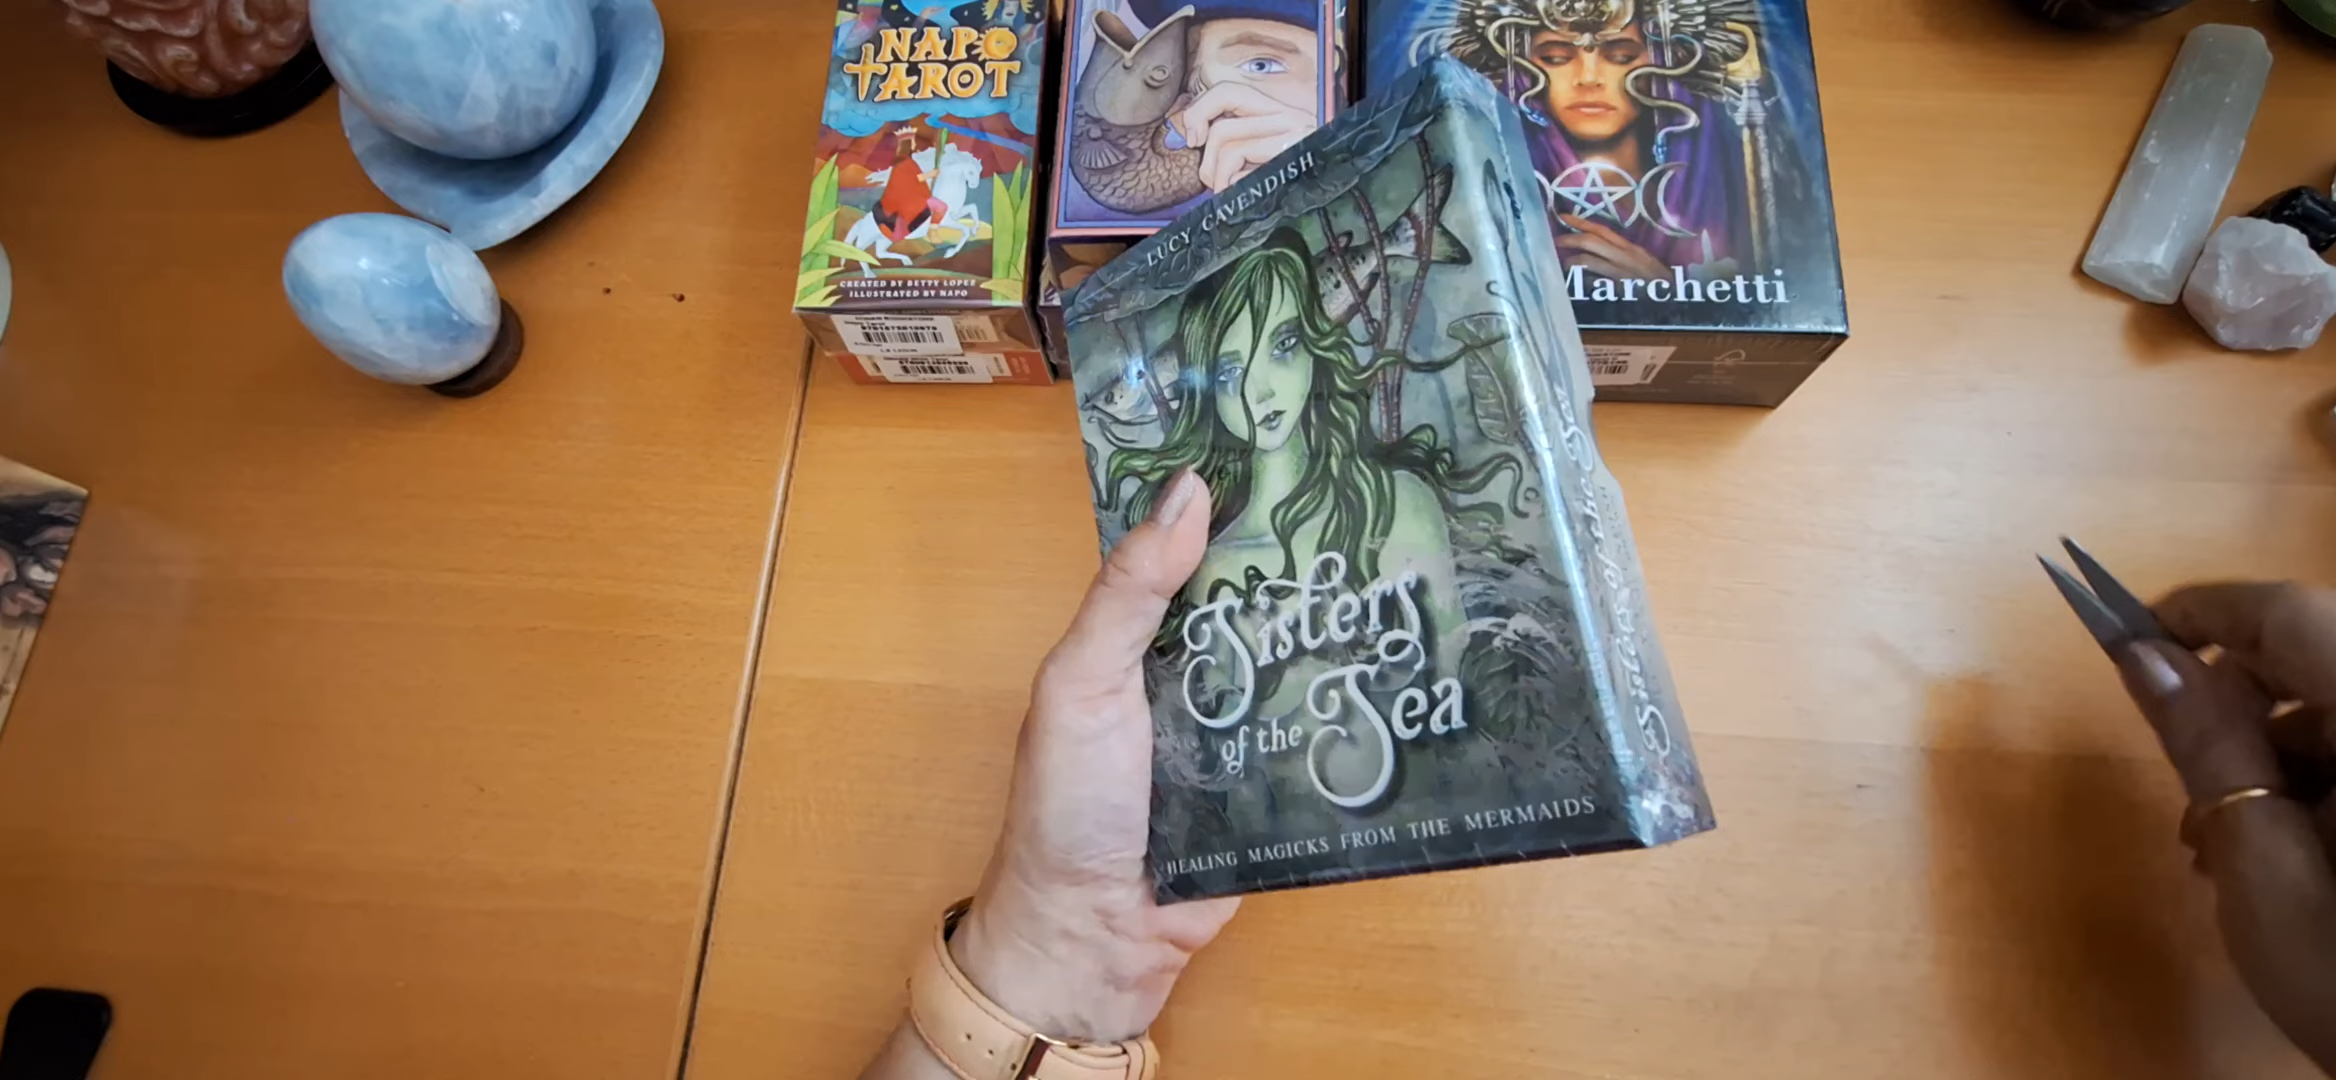 NAPO
TAROT
CREATED BY BETTY LOPEZ
ILLUSTRATED BY NAPO
Marchetti
LUCY CAVENDISH
Sisters
of the Sea
HEALING MAGICKS FROM THE MERMAIDS
Sisters of the Sea